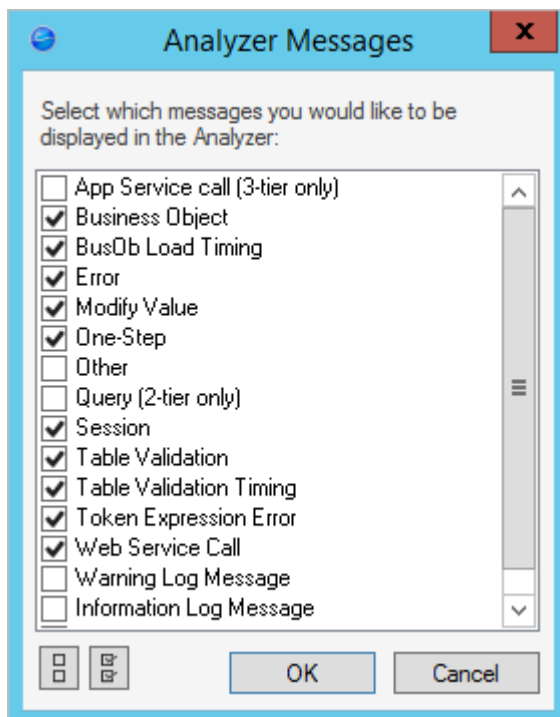 Analyzer Messages
x
Select which messages you would like to be
displayed in the Analyzer:
App Service call (3-tier only)
Business Object
BusOb Load Timing
Error
Modify Value
One-Step
Other
Query (2-tier only)
Session
Table Validation
Table Validation Timing
Token Expression Error
Web Service Call
Warning Log Message
Information Log Message
OK
Cancel